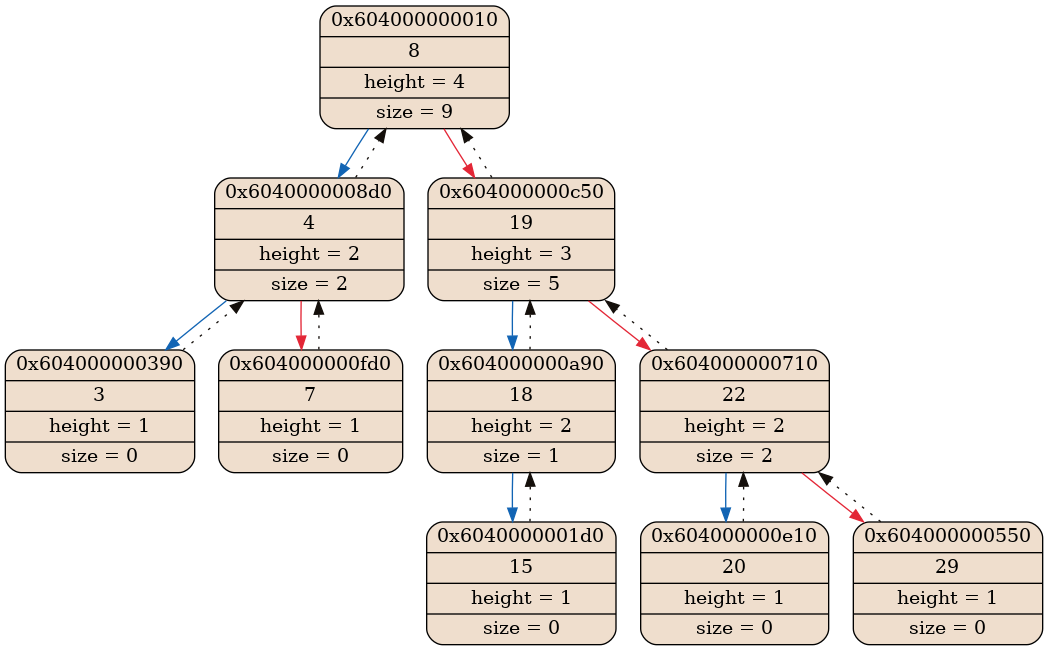 0x604000000010
8
height = 4
size = 9
0x6040000008d0
4
height = 2
size = 2
0x604000000c50
19
height = 3
size = 5
0x604000000390
3
height = 1
size = 0
0x604000000fd0
7
height = 1
size = 0
0x604000000a90
18
height = 2
size = 1
0x604000000710
22
height = 2
size = 2
0x6040000001d0
15
height = 1
size = 0
0x604000000e10
20
height = 1
size = 0
0x604000000550
29
height = 1
size = 0